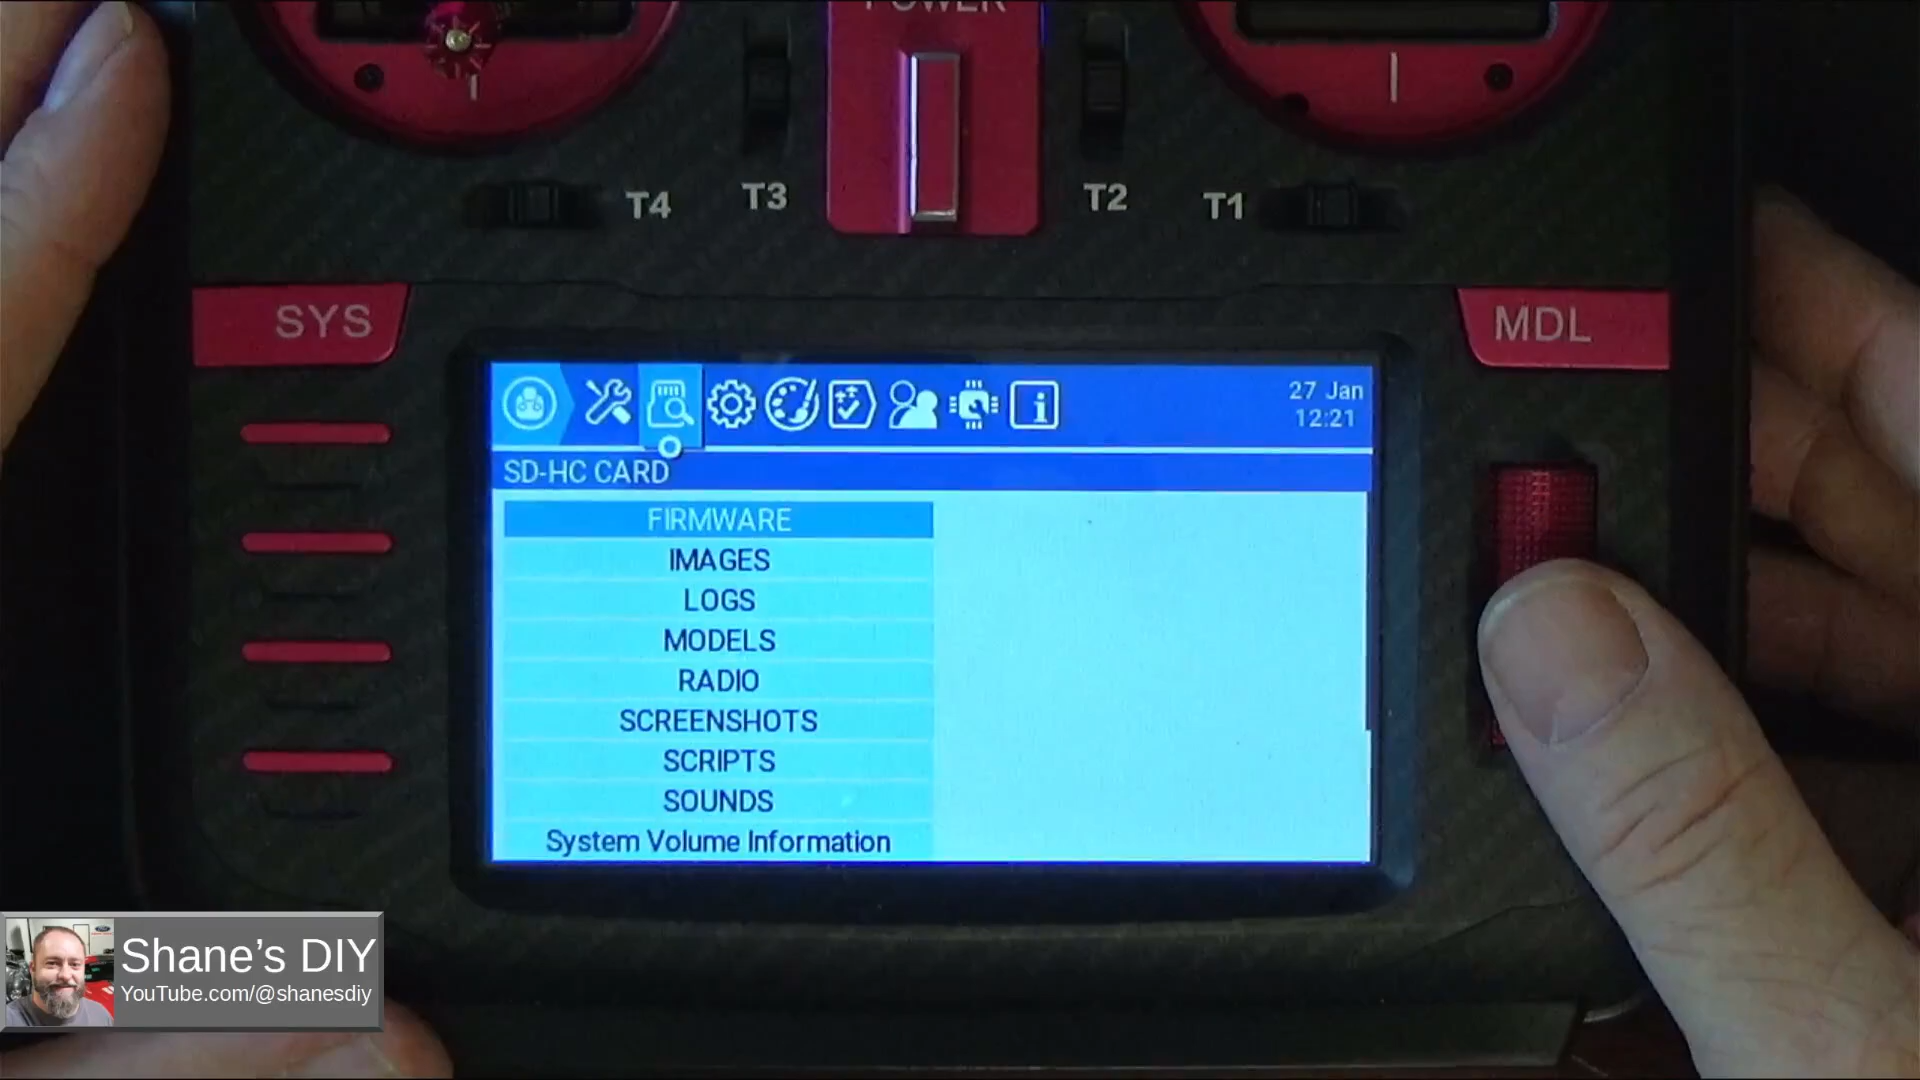 POWER
T4
T3
T2
T1
SYS
MDL
27 Jan
12:21
SD-HC CARD
FIRMWARE
IMAGES
LOGS
MODELS
RADIO
SCREENSHOTS
SCRIPTS
SOUNDS
System Volume Information
Shane's DIY
YouTube.com/@shanesdiy